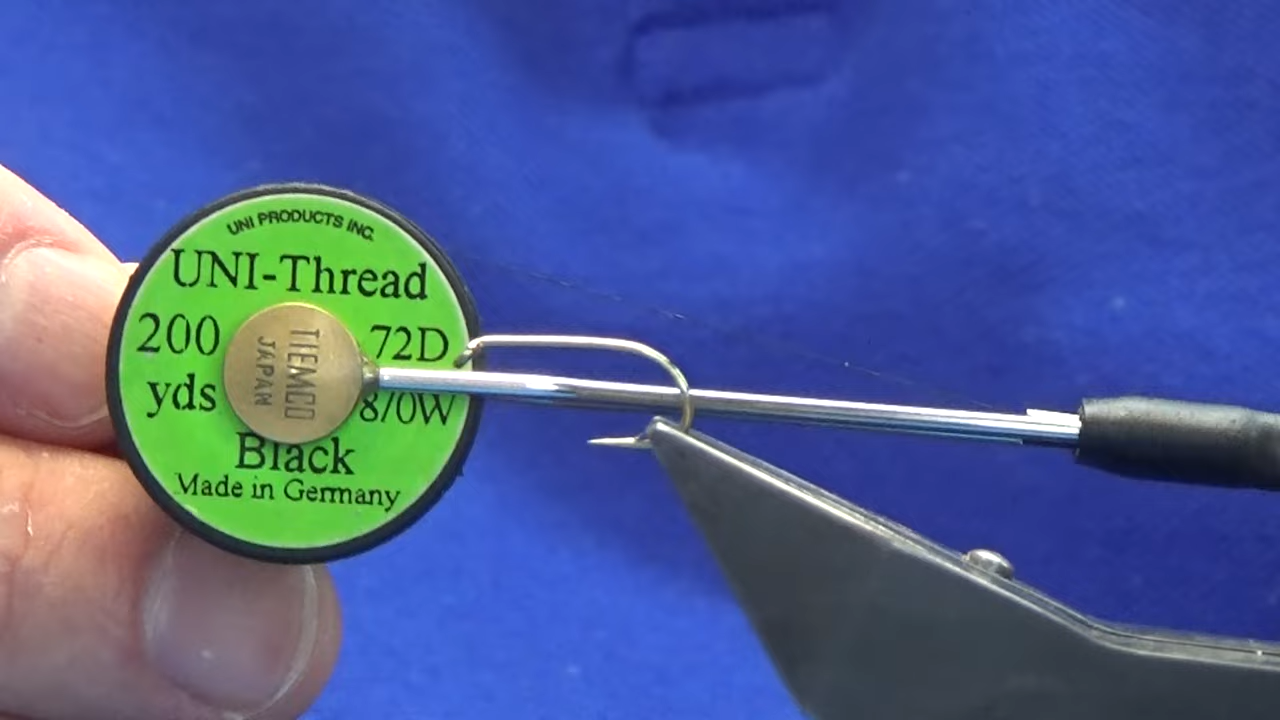 UNI PRODUCTS INC.
UNI-Thread
200 yds
72D
8/0W
TIEMCO
JAPAN
Black
Made in Germany